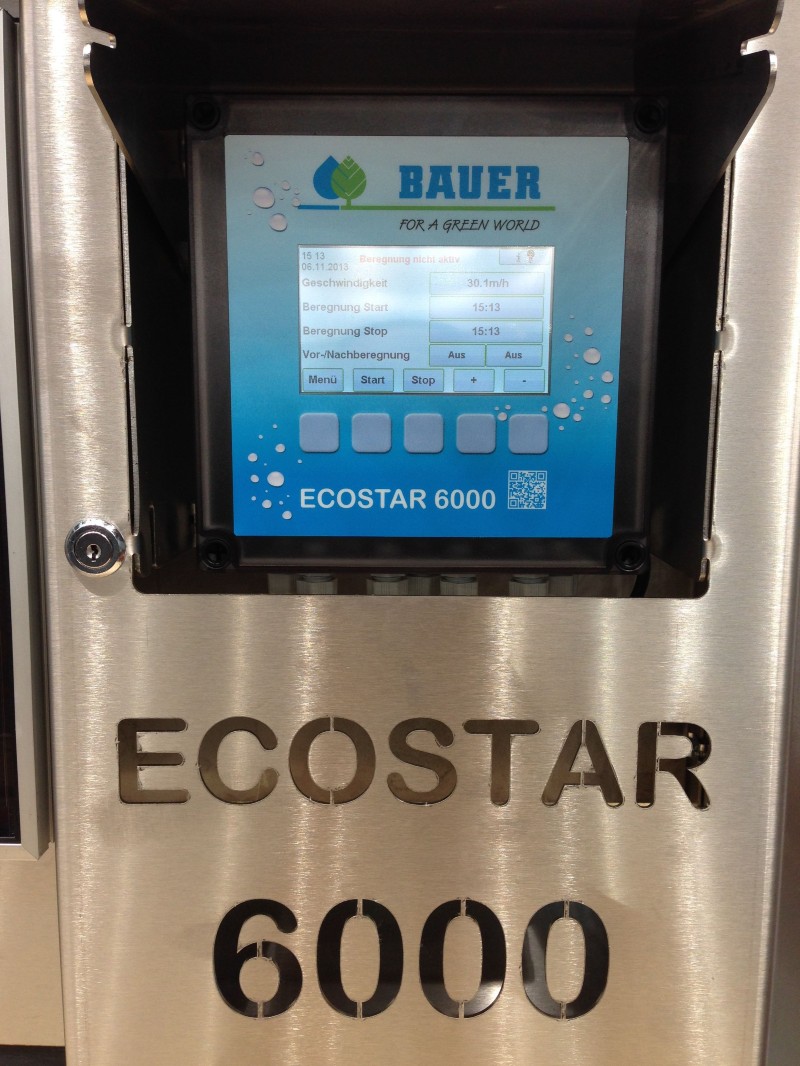 BAUER
FOR A GREEN WORLD
15 13 Beregnung nicht aktiv
06.11.2013
Geschwindigkeit 30.1m/h
Beregnung Start 15:13
Beregnung Stop 15:13
Vor-/Nachberegnung Aus Aus
Menü Start Stop + -
ECOSTAR 6000
ECOSTAR
6000